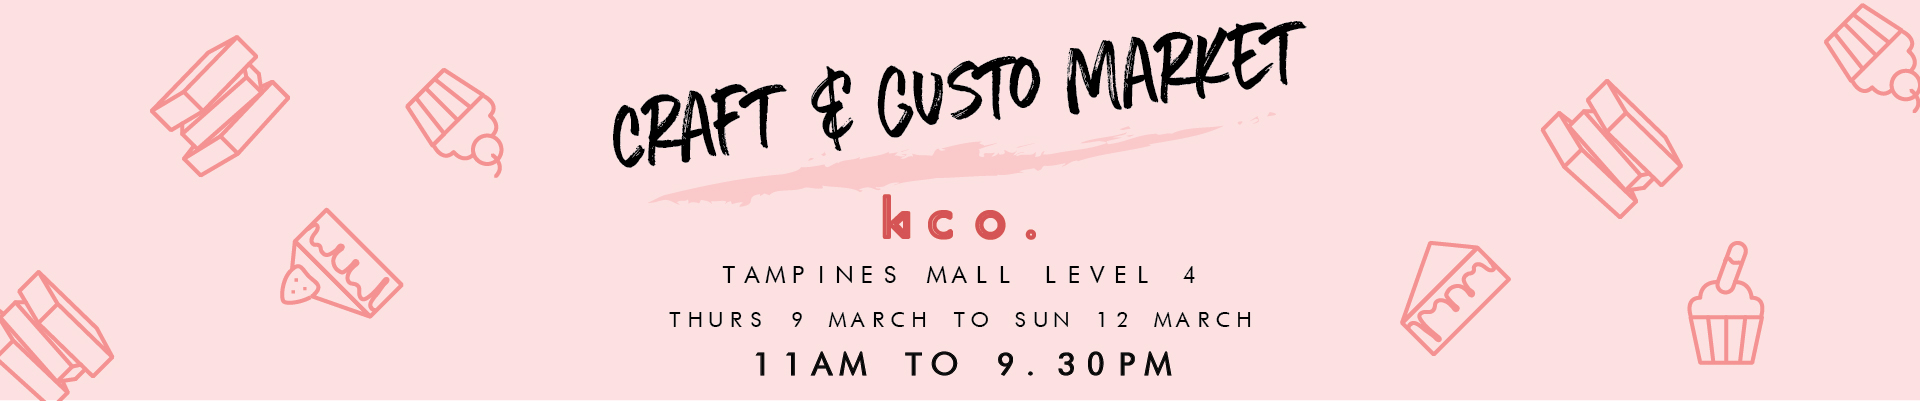 CRAFT & GUSTO MARKET
kco.
TAMPINES MALL LEVEL 4
THURS 9 MARCH TO SUN 12 MARCH
11AM TO 9.30PM